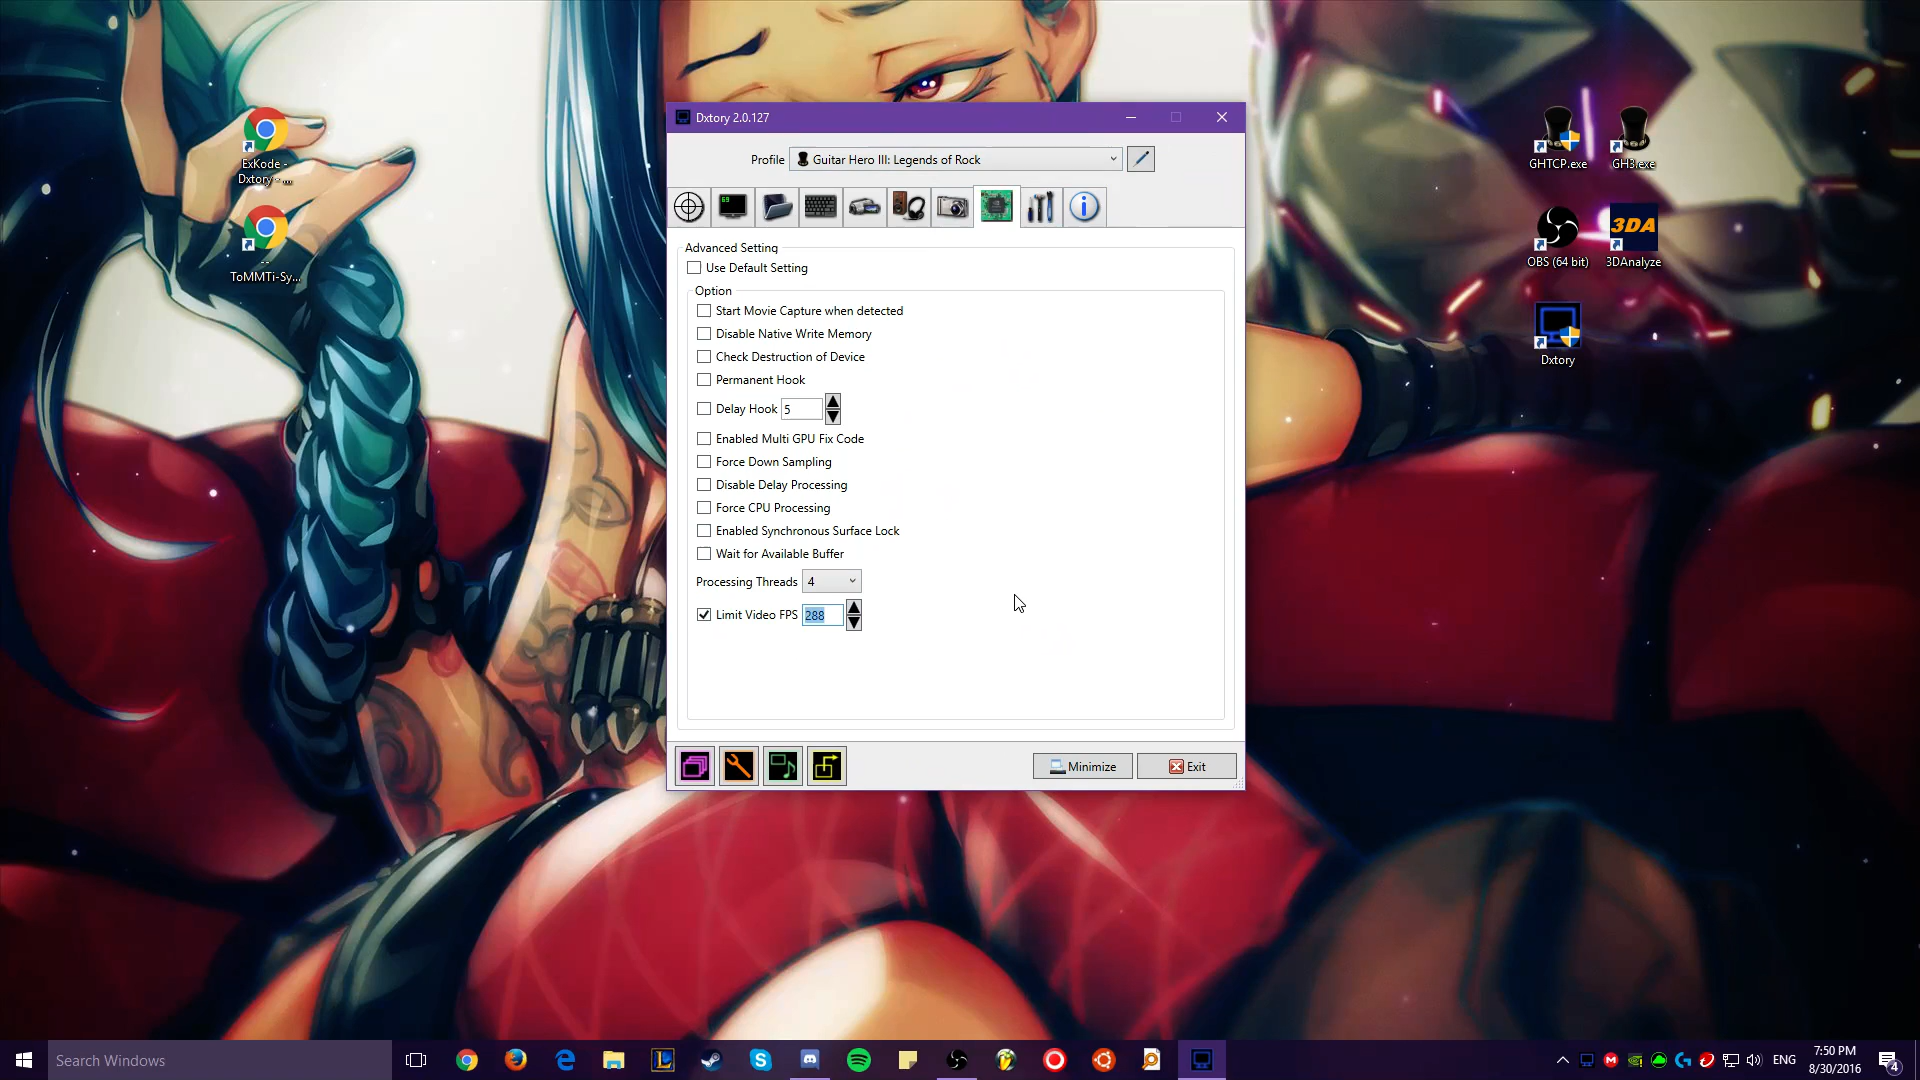 Dxtory 2.0.127
Profile
Guitar Hero III: Legends of Rock
69
Advanced Setting
Use Default Setting
Option
Start Movie Capture when detected
Disable Native Write Memory
Check Destruction of Device
Permanent Hook
Delay Hook 5
Enabled Multi GPU Fix Code
Force Down Sampling
Disable Delay Processing
Force CPU Processing
Enabled Synchronous Surface Lock
Wait for Available Buffer
Processing Threads 4
Limit Video FPS 288
Minimize
Exit
ExKode -
Dxtory - ...
--
ToMMTi-Sy...
GHTCP.exe
GH3.exe
3DA
OBS (64 bit)
3DAnalyze
Dxtory
Search Windows
ENG
7:50 PM
8/30/2016
4